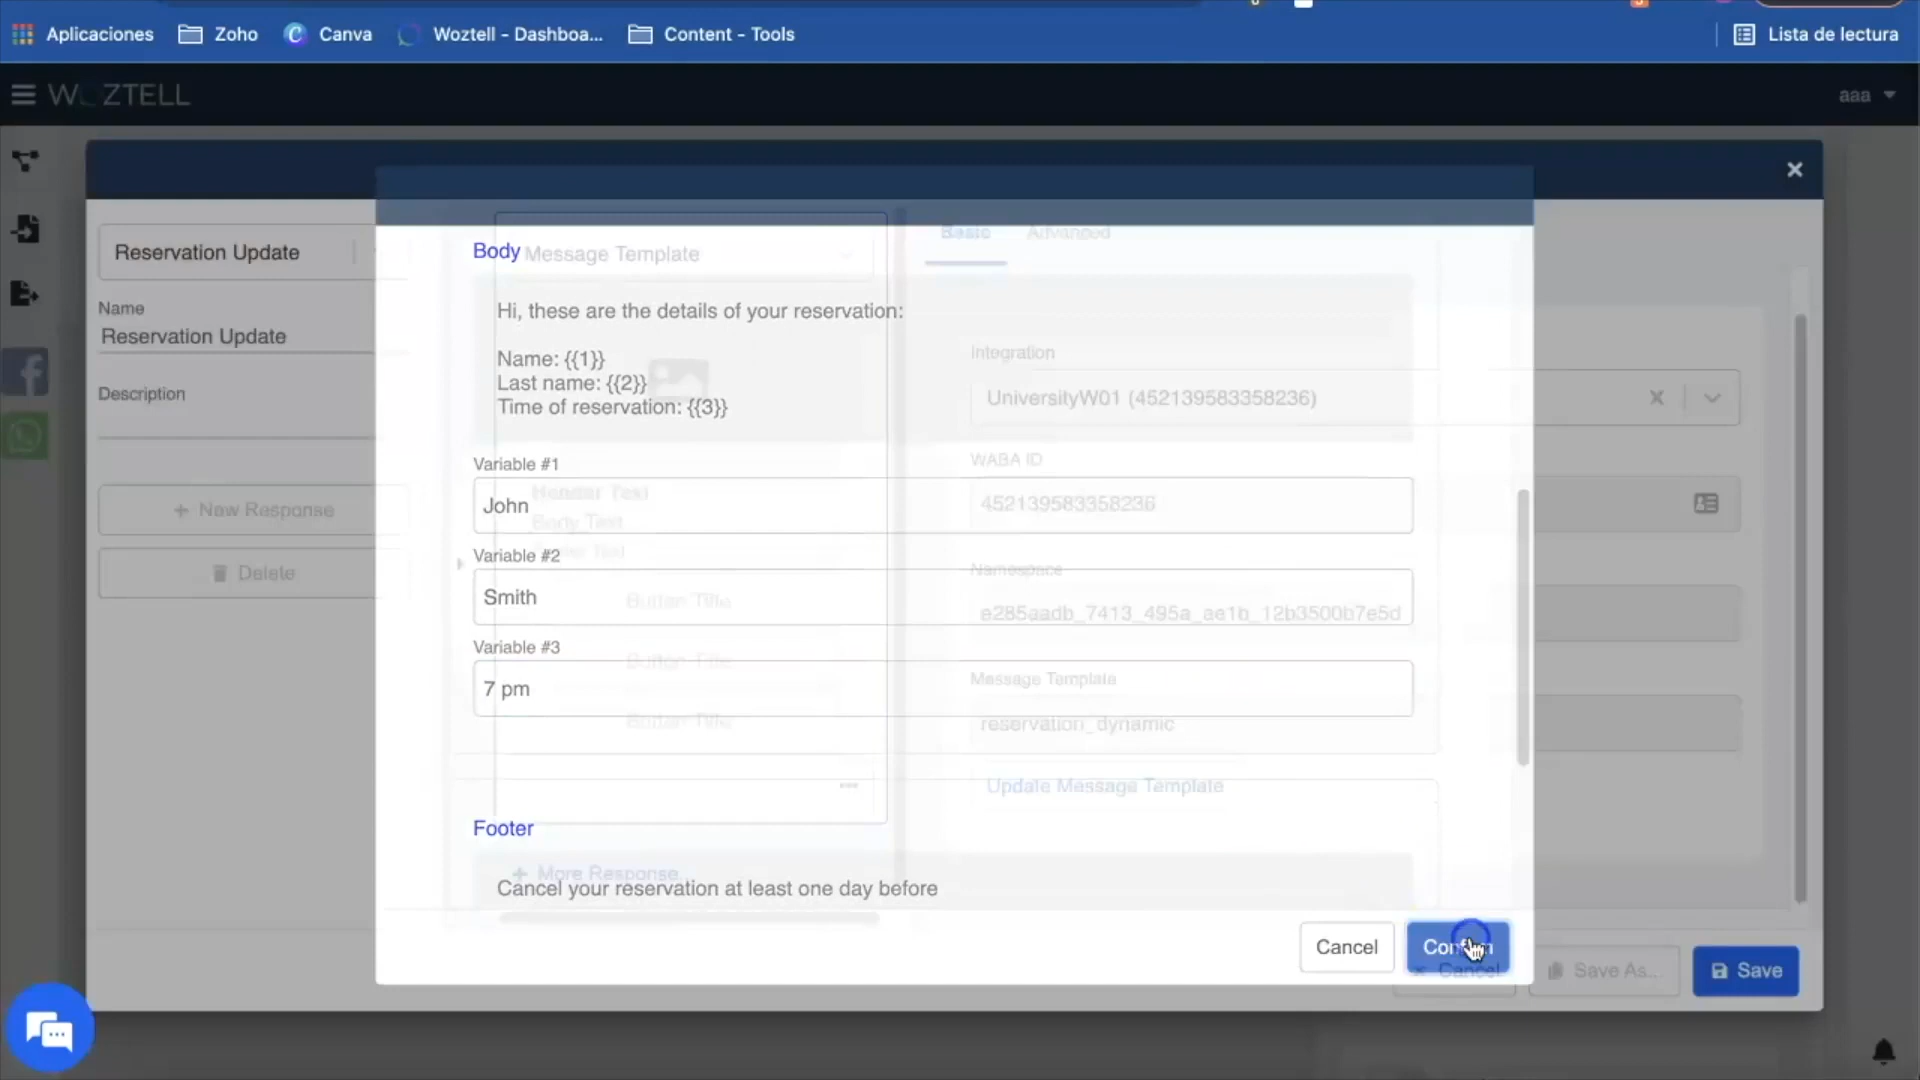 Aplicaciones
Zoho
Canva
Woztell - Dashboa...
Content - Tools
Lista de lectura
WOZTELL
aaa
Reservation Update
Name
Reservation Update
Description
+ New Response
Delete
Body
Message Template
Basic
Advanced
Hi, these are the details of your reservation:
Name: {{1}}
Last name: {{2}}
Time of reservation: {{3}}
Integration
UniversityW01 (452139583358236)
Variable #1
WABA ID
John
Header Text
452139583358236
Body Text
Variable #2
Text
Namespace
Smith
Button Title
e285aadb_7413_495a_ae1b_12b3500b7e5d
Variable #3
Button Title
Message Template
7 pm
Button Title
reservation_dynamic
Update Message Template
Footer
+ More Response...
Cancel your reservation at least one day before
Cancel
Cancel
Save As...
Save